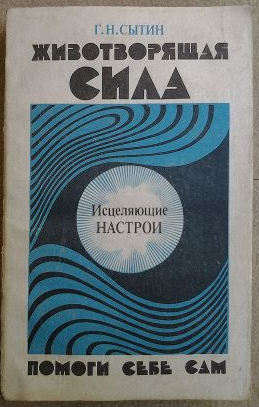 Г. Н. СЫТИН
ЖИВОТВОРЯЩАЯ
СИЛА
Исцеляющие
НАСТРОИ
ПОМОГИ СЕБЕ САМ